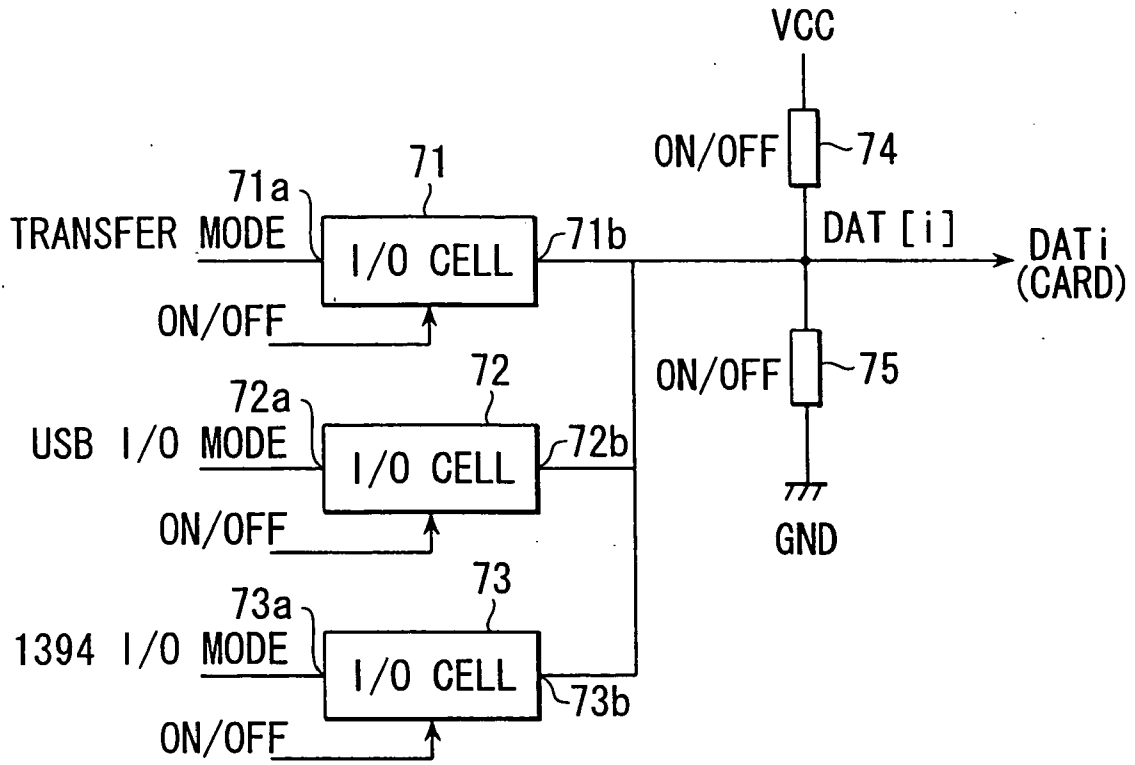 VCC
ON/OFF
74
71
71a
TRANSFER MODE
I/O CELL
71b
DAT[i]
DATi
(CARD)
ON/OFF
ON/OFF
75
72
72a
USB I/O MODE
I/O CELL
72b
ON/OFF
GND
73
73a
1394 I/O MODE
I/O CELL
73b
ON/OFF